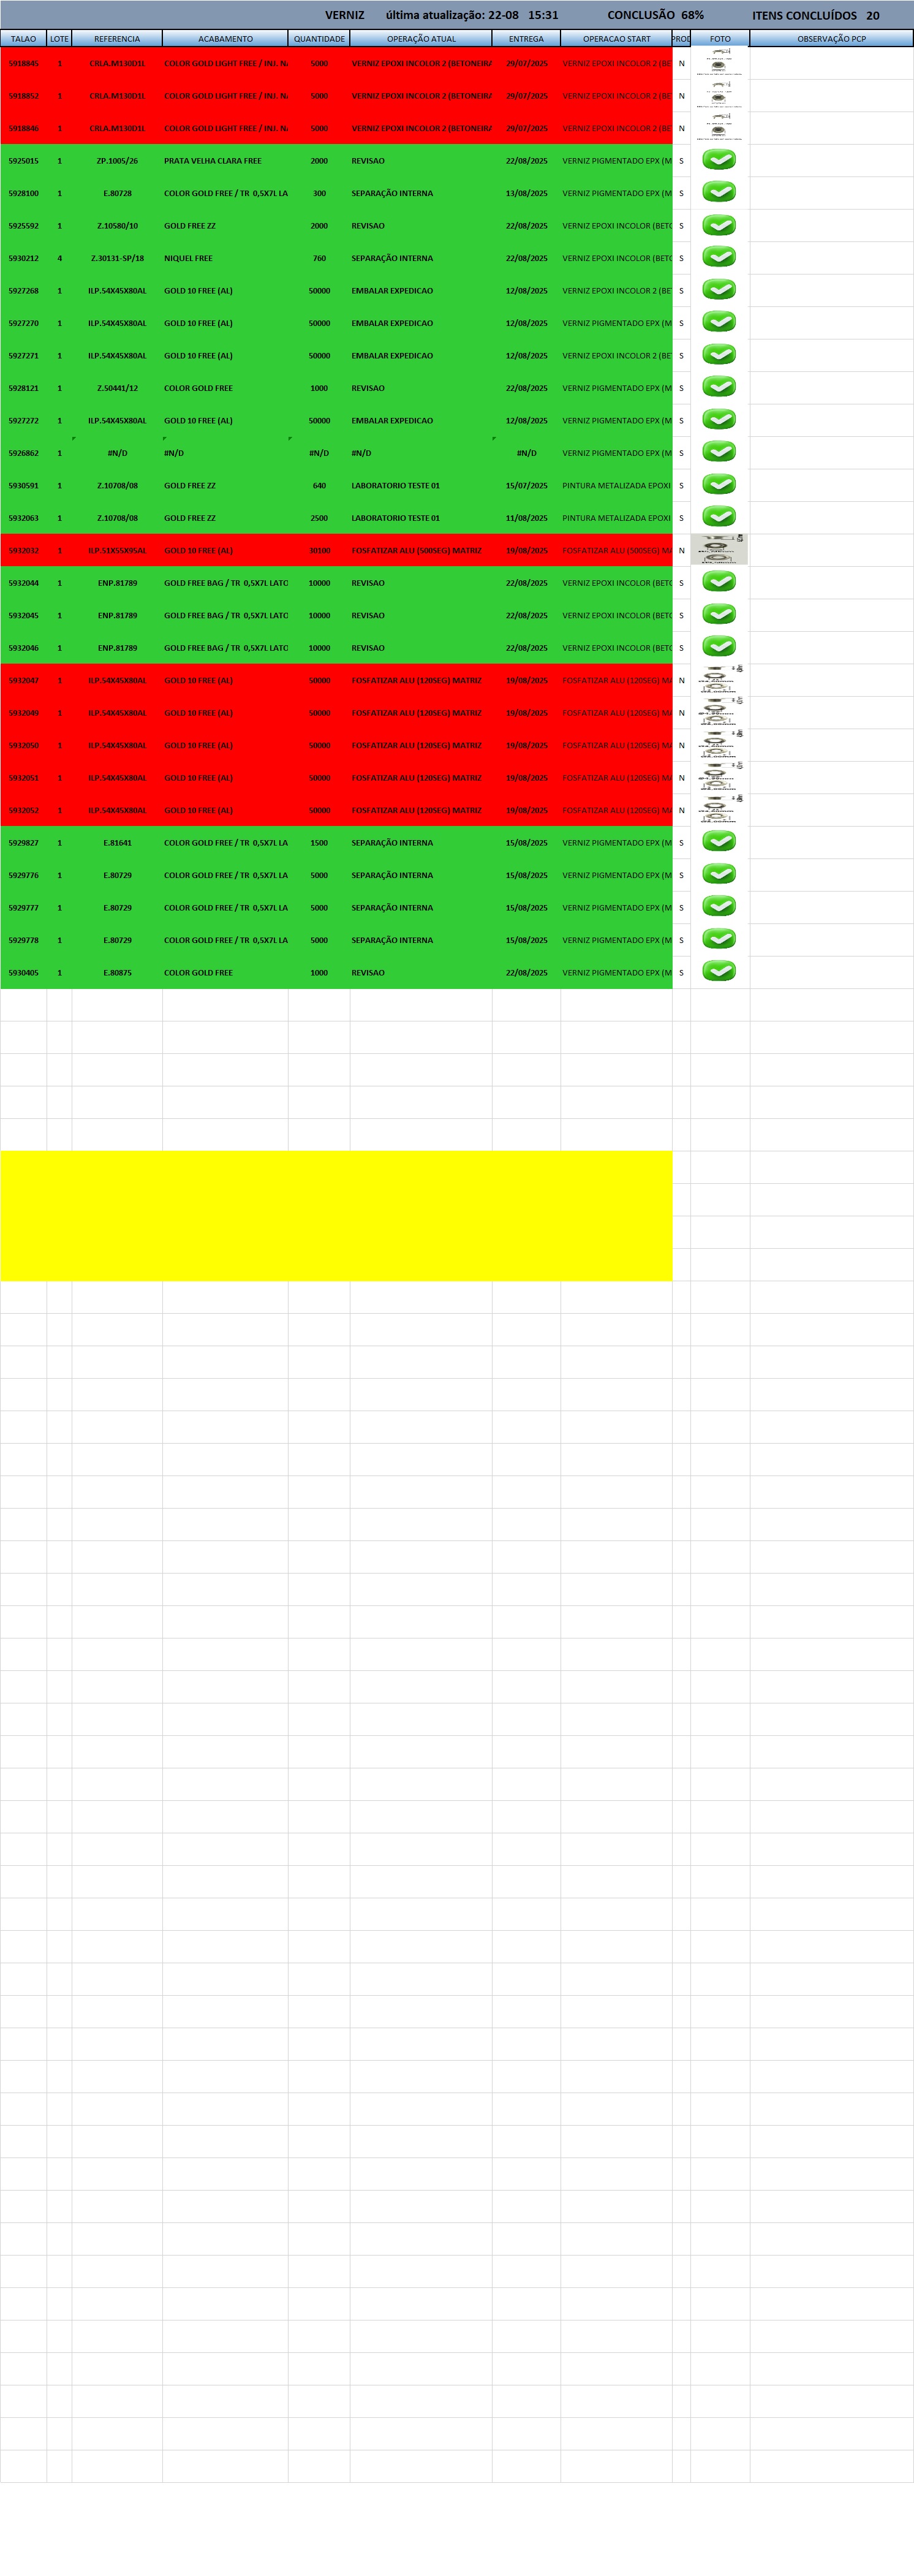 VERNIZ última atualização: 22-08 15:31 CONCLUSÃO 68% ITENS CONCLUÍDOS 20
TALAO LOTE REFERENCIA ACABAMENTO QUANTIDADE OPERAÇÃO ATUAL ENTREGA OPERACAO START PROD FOTO OBSERVAÇÃO PCP
5918845 1 CRLA.M130D1L COLOR GOLD LIGHT FREE / INJ. NA 5000 VERNIZ EPOXI INCOLOR 2 (BETONEIRA 29/07/2025 VERNIZ EPOXI INCOLOR 2 (BET N
5918852 1 CRLA.M130D1L COLOR GOLD LIGHT FREE / INJ. NA 5000 VERNIZ EPOXI INCOLOR 2 (BETONEIRA 29/07/2025 VERNIZ EPOXI INCOLOR 2 (BET N
5918846 1 CRLA.M130D1L COLOR GOLD LIGHT FREE / INJ. NA 5000 VERNIZ EPOXI INCOLOR 2 (BETONEIRA 29/07/2025 VERNIZ EPOXI INCOLOR 2 (BET N
5925015 1 ZP.1005/26 PRATA VELHA CLARA FREE 2000 REVISAO 22/08/2025 VERNIZ PIGMENTADO EPX (M S
5928100 1 E.80728 COLOR GOLD FREE / TR 0,5X7L LA 300 SEPARAÇÃO INTERNA 13/08/2025 VERNIZ PIGMENTADO EPX (M S
5925592 1 Z.10580/10 GOLD FREE ZZ 2000 REVISAO 22/08/2025 VERNIZ EPOXI INCOLOR (BETO S
5930212 4 Z.30131-SP/18 NIQUEL FREE 760 SEPARAÇÃO INTERNA 22/08/2025 VERNIZ EPOXI INCOLOR (BETO S
5927268 1 ILP.54X45X80AL GOLD 10 FREE (AL) 50000 EMBALAR EXPEDICAO 12/08/2025 VERNIZ EPOXI INCOLOR 2 (BET S
5927270 1 ILP.54X45X80AL GOLD 10 FREE (AL) 50000 EMBALAR EXPEDICAO 12/08/2025 VERNIZ PIGMENTADO EPX (M S
5927271 1 ILP.54X45X80AL GOLD 10 FREE (AL) 50000 EMBALAR EXPEDICAO 12/08/2025 VERNIZ EPOXI INCOLOR 2 (BET S
5928121 1 Z.50441/12 COLOR GOLD FREE 1000 REVISAO 22/08/2025 VERNIZ PIGMENTADO EPX (M S
5927272 1 ILP.54X45X80AL GOLD 10 FREE (AL) 50000 EMBALAR EXPEDICAO 12/08/2025 VERNIZ PIGMENTADO EPX (M S
5926862 1 #N/D #N/D #N/D #N/D #N/D VERNIZ PIGMENTADO EPX (M S
5930591 1 Z.10708/08 GOLD FREE ZZ 640 LABORATORIO TESTE 01 15/07/2025 PINTURA METALIZADA EPOXI S
5932063 1 Z.10708/08 GOLD FREE ZZ 2500 LABORATORIO TESTE 01 11/08/2025 PINTURA METALIZADA EPOXI S
5932032 1 ILP.51X55X95AL GOLD 10 FREE (AL) 30100 FOSFATIZAR ALU (500SEG) MATRIZ 19/08/2025 FOSFATIZAR ALU (500SEG) MA N
5932044 1 ENP.81789 GOLD FREE BAG / TR 0,5X7L LATO 10000 REVISAO 22/08/2025 VERNIZ EPOXI INCOLOR (BETO S
5932045 1 ENP.81789 GOLD FREE BAG / TR 0,5X7L LATO 10000 REVISAO 22/08/2025 VERNIZ EPOXI INCOLOR (BETO S
5932046 1 ENP.81789 GOLD FREE BAG / TR 0,5X7L LATO 10000 REVISAO 22/08/2025 VERNIZ EPOXI INCOLOR (BETO S
5932047 1 ILP.54X45X80AL GOLD 10 FREE (AL) 50000 FOSFATIZAR ALU (120SEG) MATRIZ 19/08/2025 FOSFATIZAR ALU (120SEG) MA N
5932049 1 ILP.54X45X80AL GOLD 10 FREE (AL) 50000 FOSFATIZAR ALU (120SEG) MATRIZ 19/08/2025 FOSFATIZAR ALU (120SEG) MA N
5932050 1 ILP.54X45X80AL GOLD 10 FREE (AL) 50000 FOSFATIZAR ALU (120SEG) MATRIZ 19/08/2025 FOSFATIZAR ALU (120SEG) MA N
5932051 1 ILP.54X45X80AL GOLD 10 FREE (AL) 50000 FOSFATIZAR ALU (120SEG) MATRIZ 19/08/2025 FOSFATIZAR ALU (120SEG) MA N
5932052 1 ILP.54X45X80AL GOLD 10 FREE (AL) 50000 FOSFATIZAR ALU (120SEG) MATRIZ 19/08/2025 FOSFATIZAR ALU (120SEG) MA N
5929827 1 E.81641 COLOR GOLD FREE / TR 0,5X7L LA 1500 SEPARAÇÃO INTERNA 15/08/2025 VERNIZ PIGMENTADO EPX (M S
5929776 1 E.80729 COLOR GOLD FREE / TR 0,5X7L LA 5000 SEPARAÇÃO INTERNA 15/08/2025 VERNIZ PIGMENTADO EPX (M S
5929777 1 E.80729 COLOR GOLD FREE / TR 0,5X7L LA 5000 SEPARAÇÃO INTERNA 15/08/2025 VERNIZ PIGMENTADO EPX (M S
5929778 1 E.80729 COLOR GOLD FREE / TR 0,5X7L LA 5000 SEPARAÇÃO INTERNA 15/08/2025 VERNIZ PIGMENTADO EPX (M S
5930405 1 E.80875 COLOR GOLD FREE 1000 REVISAO 22/08/2025 VERNIZ PIGMENTADO EPX (M S